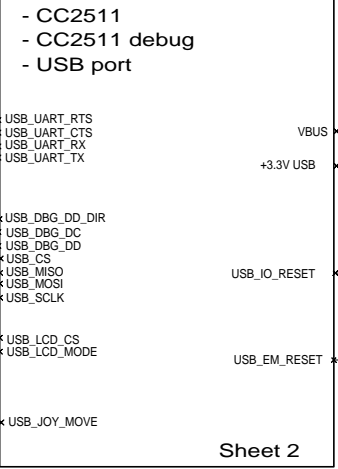 - CC2511
- CC2511 debug
- USB port
USB_UART_RTS
USB_UART_CTS
USB_UART_RX
USB_UART_TX
VBUS
+3.3V USB
USB_DBG_DD_DIR
USB_DBG_DC
USB_DBG_DD
USB_CS
USB_MISO
USB_MOSI
USB_SCLK
USB_IO_RESET
USB_LCD_CS
USB_LCD_MODE
USB_EM_RESET
USB_JOY_MOVE
Sheet 2